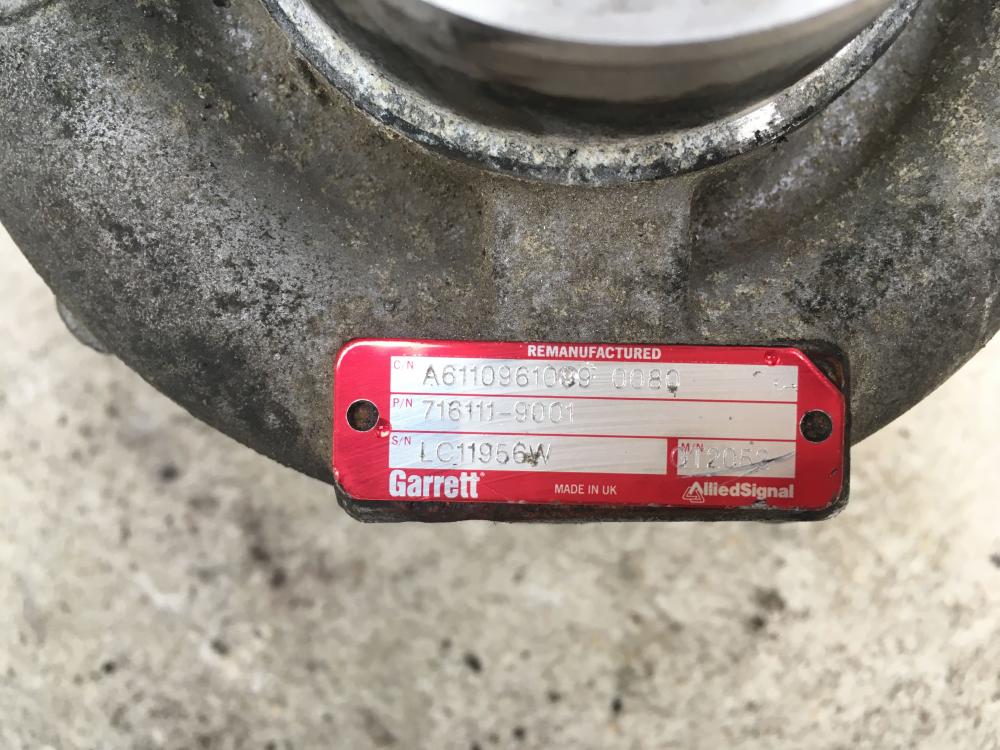 REMANUFACTURED
C/N A6110961099 0080
P/N 716111-9001
S/N LC11956W M/N
Garrett MADE IN UK AlliedSignal